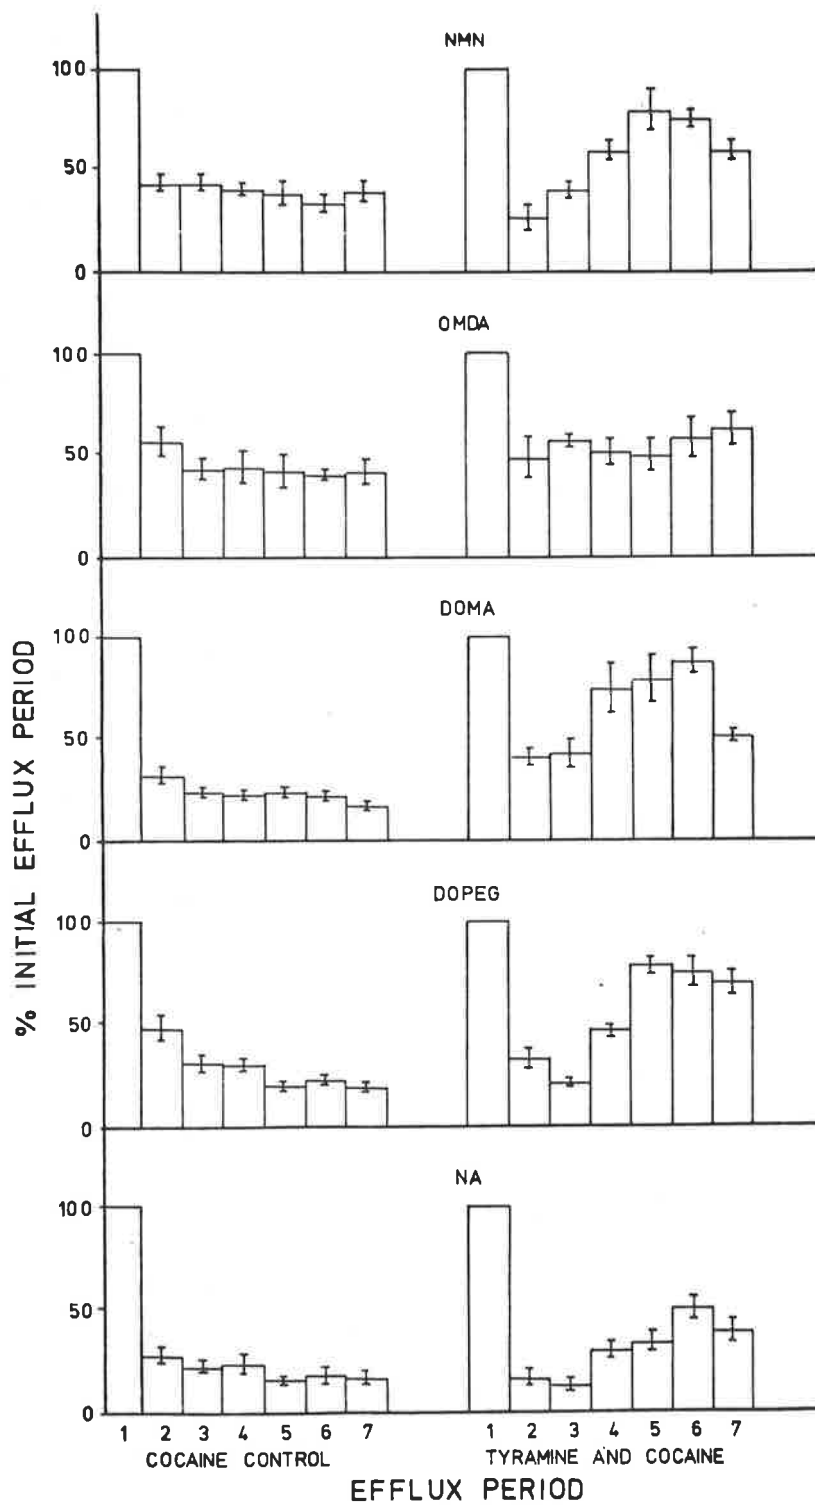 NMN
100
50
0
OMDA
100
50
0
DOMA
100
50
0
DOPEG
100
50
0
NA
100
50
0
1 2 3 4 5 6 7 1 2 3 4 5 6 7
COCAINE CONTROL TYRAMINE AND COCAINE
EFFLUX PERIOD
% INITIAL EFFLUX PERIOD